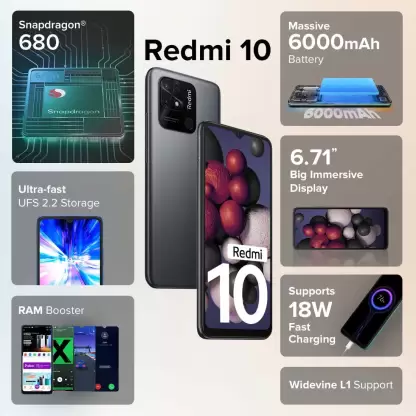 Redmi 10
Snapdragon®
680
Snapdragon
Ultra-fast
UFS 2.2 Storage
RAM Booster
Redmi
Redmi
10
Massive
6000mAh
Battery
6000mAh
6.71"
Big Immersive
Display
Supports
18W
Fast
Charging
Widevine L1 Support